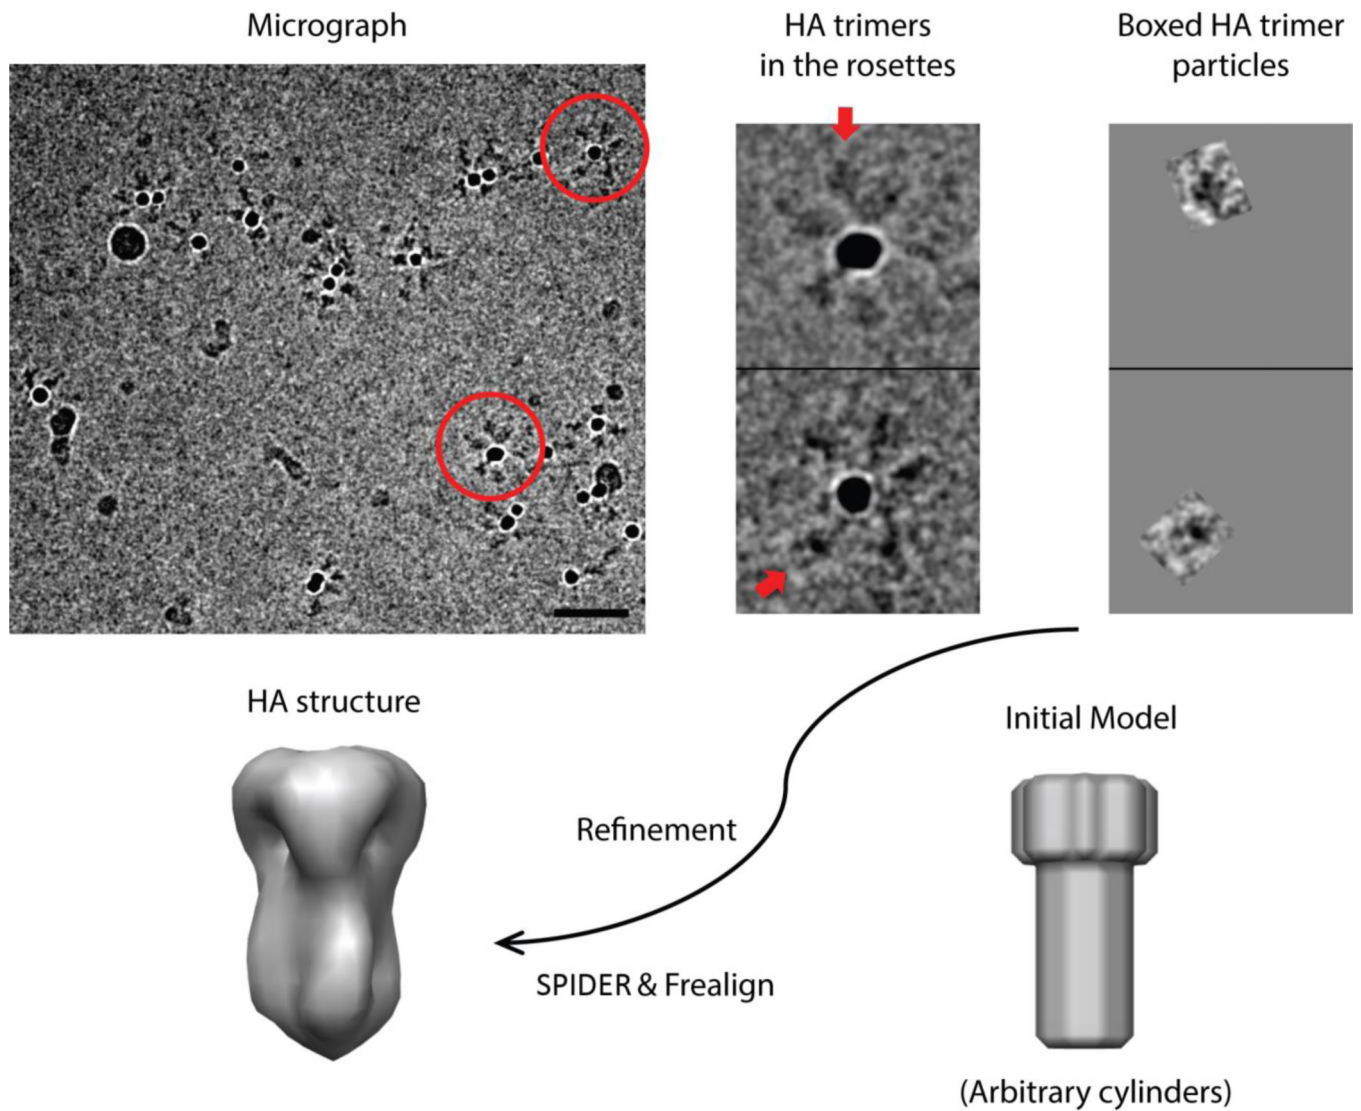 Micrograph
HA trimers
in the rosettes
Boxed HA trimer
particles
HA structure
Initial Model
Refinement
SPIDER & Frealign
(Arbitrary cylinders)